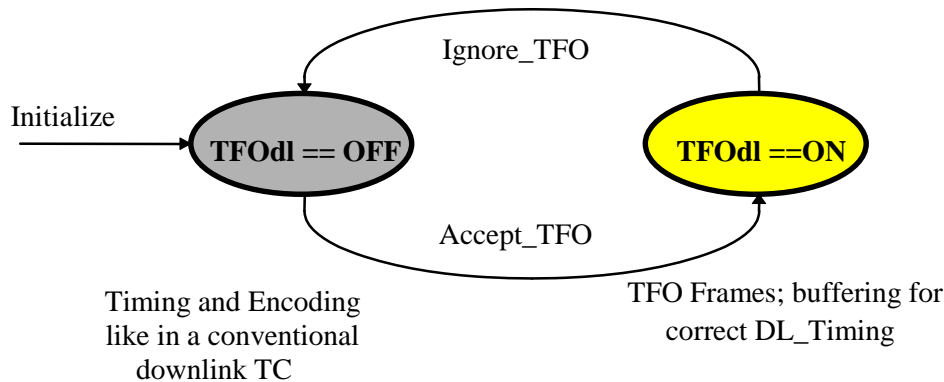 Ignore_TFO
Initialize
TFOdl == OFF
TFOdl ==ON
Accept_TFO
Timing and Encoding
like in a conventional
downlink TC
TFO Frames; buffering for
correct DL_Timing